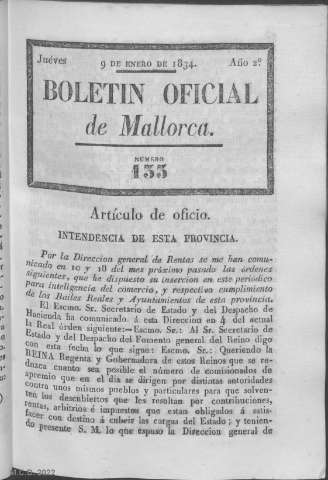 Juéves 9 DE ENERO DE 1834. Año 2º
BOLETIN OFICIAL
de Mallorca.
NÚMERO
133
Artículo de oficio.
INTENDENCIA DE ESTA PROVINCIA.
Por la Direccion general de Rentas se me han comu-
nicado en 10 y 18 del mes próximo pasado las órdenes
siguientes, que he dispuesto su insercion en este periódico
para inteligencia del comercio, y respectivo cumplimiento
de los Bailes Reales y Ayuntamientos de esta provincia.
El Escmo. Sr. Secretario de Estado y del Despacho de
Hacienda ha comunicado á esta Direccion en 4 del actual
la Real órden siguiente:=Escmo. Sr.: Al Sr. Secretario de
Estado y del Despacho del Fomento general del Reino digo
con esta fecha lo que sigue: Escmo. Sr.: Queriendo la
REINA Regenta y Gobernadora de estos Reinos que se re-
duzca cuanto sea posible el número de comisionados de
apremio que en el dia se dirigen por distintas autoridades
contra unos mismos pueblos y particulares para que solven-
ten los descubiertos que les resultan por contribuciones,
rentas, arbitrios é impuestos que estan obligados á satis-
facer con destino á cubrir las cargas del Estado; y tenien-
do presente S. M. lo que espuso la Direccion general de
2022